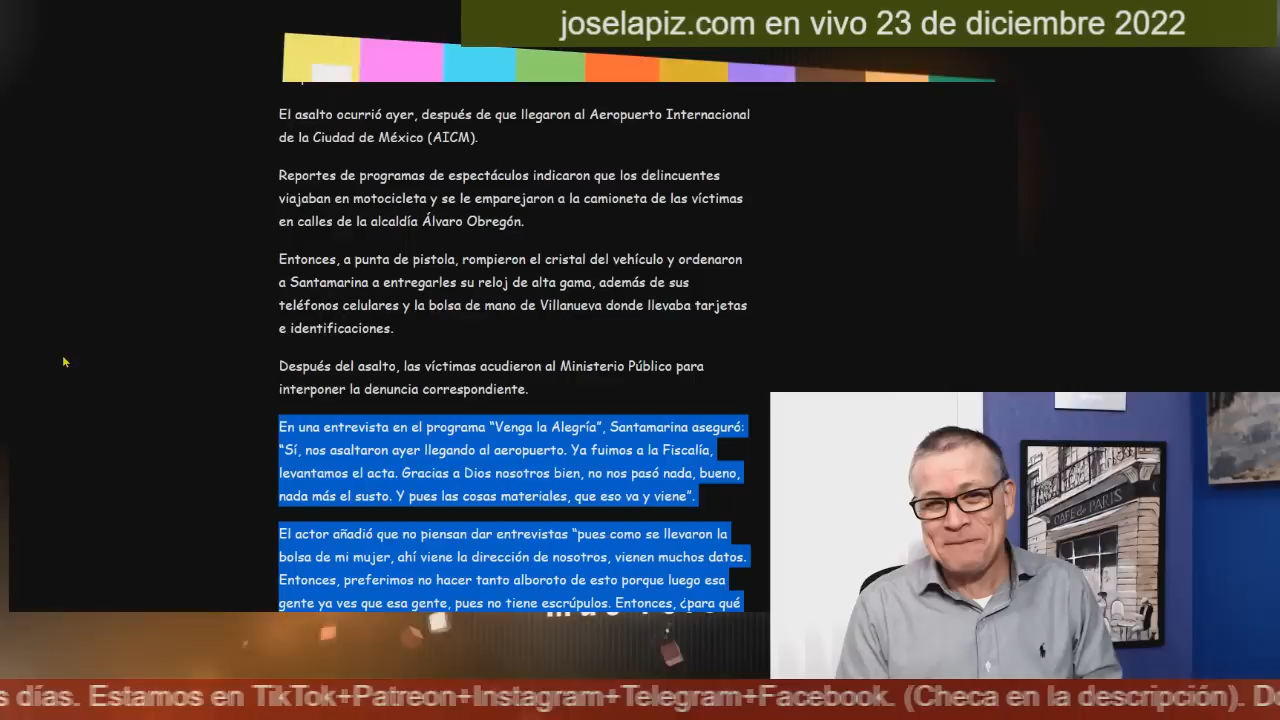 joselapiz.com en vivo 23 de diciembre 2022
El asalto ocurrió ayer, después de que llegaron al Aeropuerto Internacional
de la Ciudad de México (AICM).
Reportes de programas de espectáculos indicaron que los delincuentes
viajaban en motocicleta y se le emparejaron a la camioneta de las víctimas
en calles de la alcaldía Álvaro Obregón.
Entonces, a punta de pistola, rompieron el cristal del vehículo y ordenaron
a Santamarina a entregarles su reloj de alta gama, además de sus
teléfonos celulares y la bolsa de mano de Villanueva donde llevaba tarjetas
e identificaciones.
Después del asalto, las víctimas acudieron al Ministerio Público para
interponer la denuncia correspondiente.
En una entrevista en el programa “Venga la Alegría”, Santamarina aseguró:
“Sí, nos asaltaron ayer llegando al aeropuerto. Ya fuimos a la Fiscalía,
levantamos el acta. Gracias a Dios nosotros bien, no nos pasó nada, bueno,
nada más el susto. Y pues las cosas materiales, que eso va y viene”.
El actor añadió que no piensan dar entrevistas “pues como se llevaron la
bolsa de mi mujer, ahí viene la dirección de nosotros, vienen muchos datos.
Entonces, preferimos no hacer tanto alboroto de esto porque luego esa
gente ya ves que esa gente, pues no tiene escrúpulos. Entonces, ¿para qué
CAFÉ de PARIS
s días. Estamos en TikTok+Patreon+Instagram+Telegram+Facebook. (Checa en la descripción). D